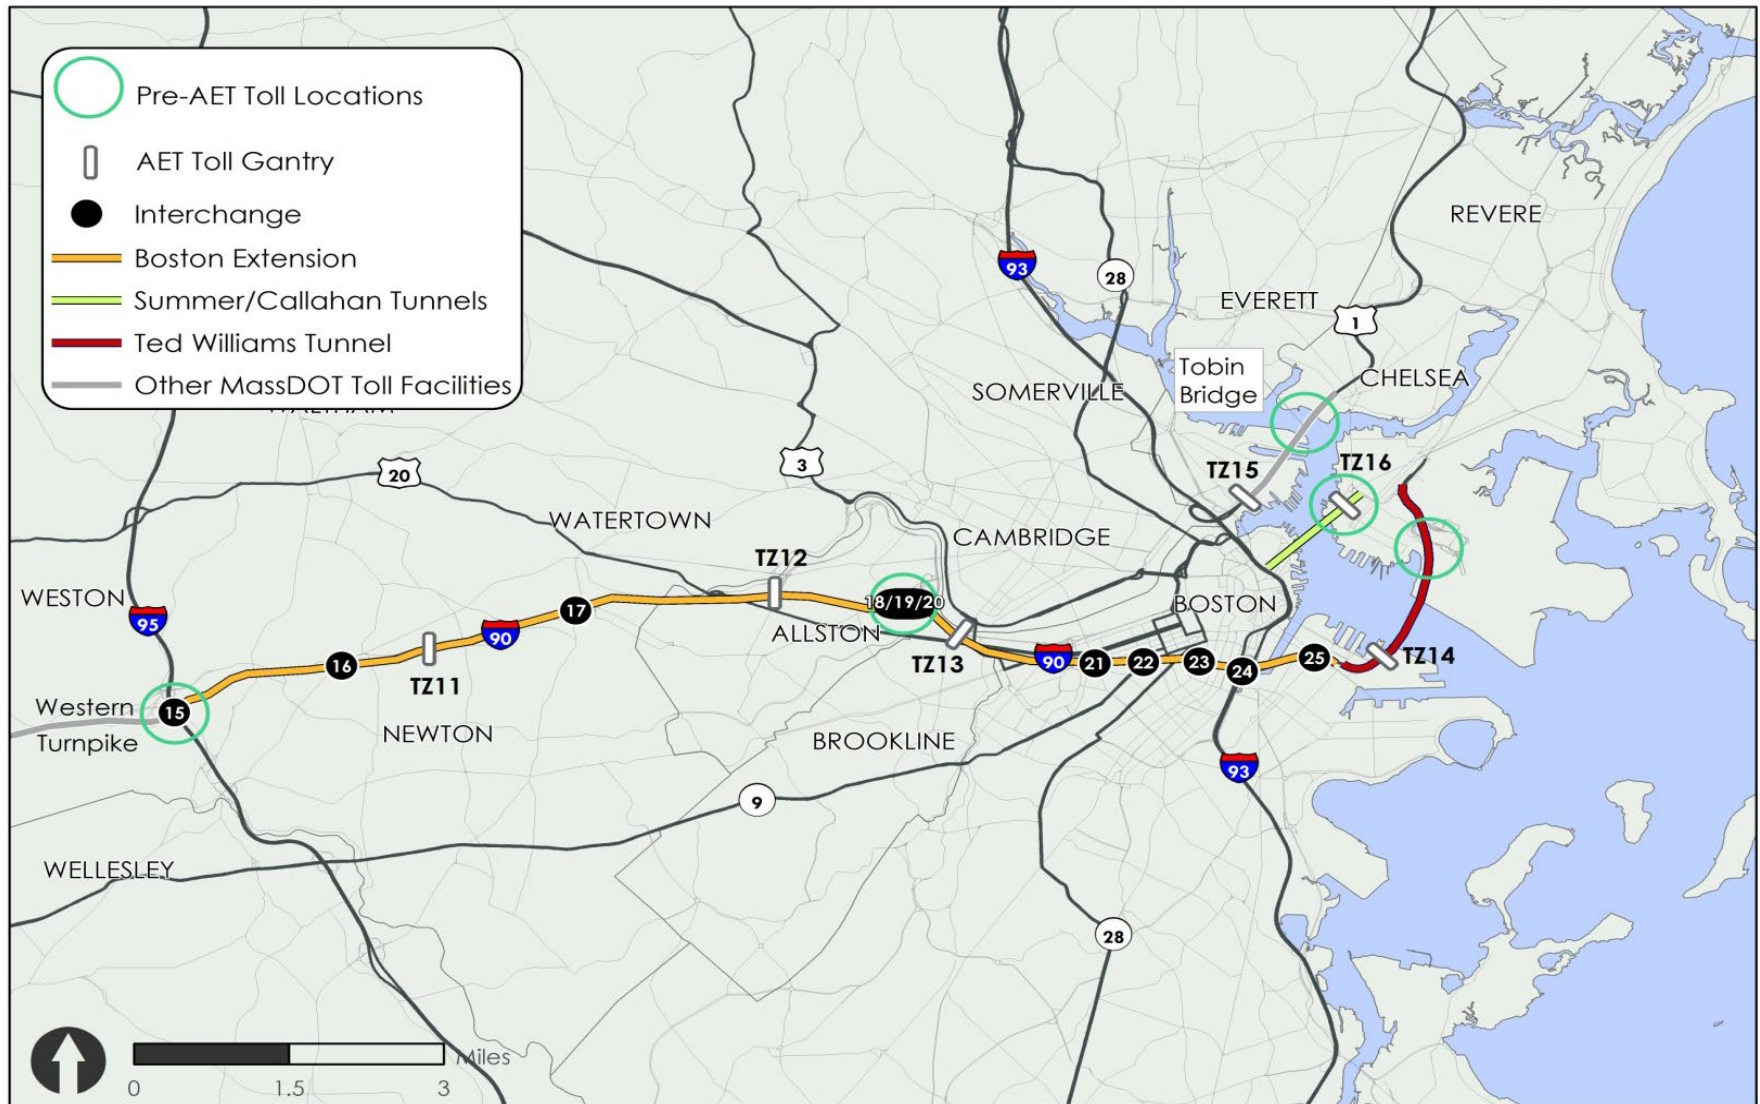 Pre-AET Toll Locations
AET Toll Gantry
Interchange
Boston Extension
Summer/Callahan Tunnels
Ted Williams Tunnel
Other MassDOT Toll Facilities
93
28
REVERE
EVERETT
1
Tobin
Bridge
CHELSEA
SOMERVILLE
3
20
TZ15
TZ16
WATERTOWN
CAMBRIDGE
TZ12
WESTON
95
17
18/19/20
BOSTON
90
ALLSTON
TZ13
90
21
22
23
24
25
TZ14
16
TZ11
Western
Turnpike
15
NEWTON
BROOKLINE
93
9
WELLESLEY
28
Miles
0
1.5
3